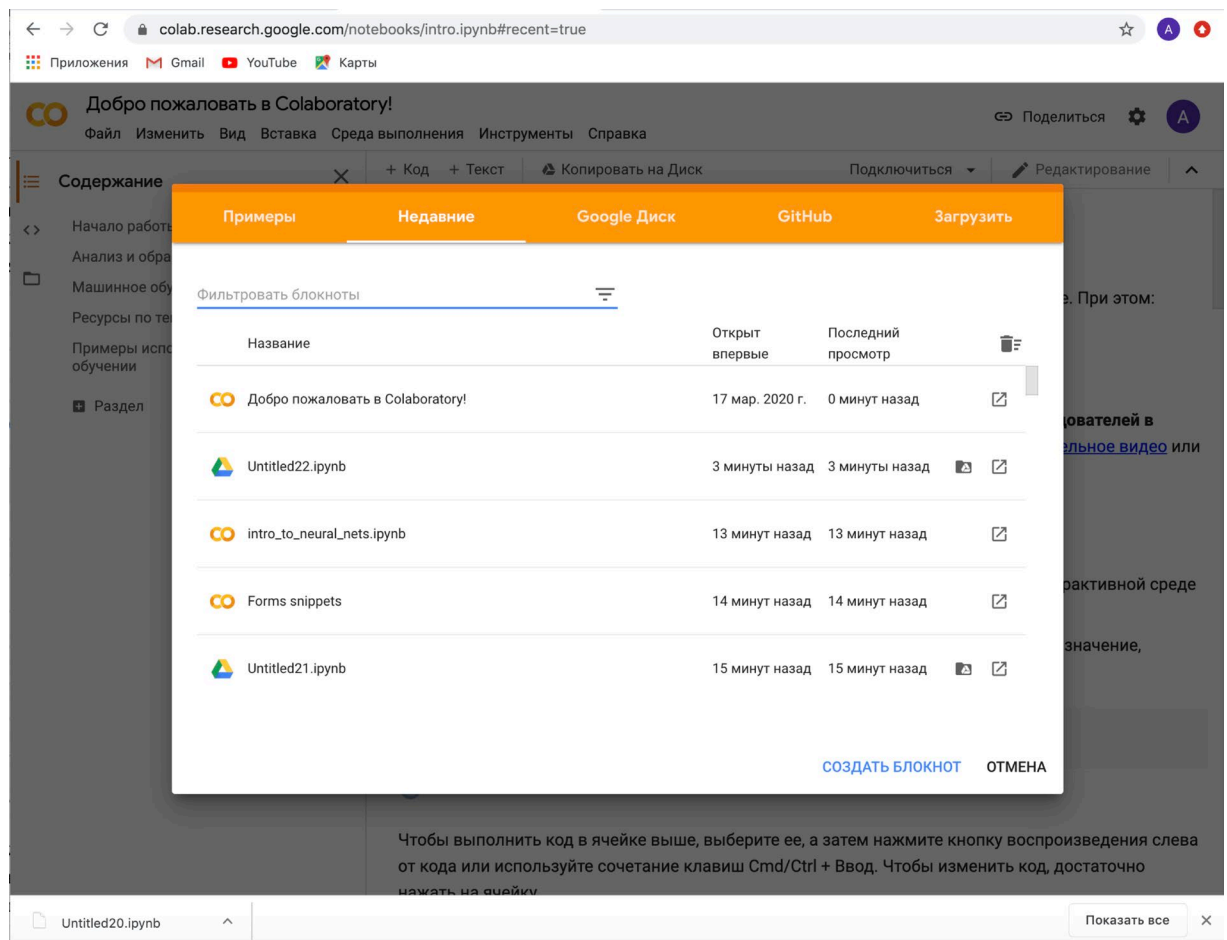 colab.research.google.com/notebooks/intro.ipynb#recent=true
A
Приложения Gmail YouTube Карты
Добро пожаловать в Colaboratory!
Файл Изменить Вид Вставка Среда выполнения Инструменты Справка
Поделиться
A
Содержание
+ Код + Текст Копировать на Диск Подключиться Редактирование
Начало работы
Анализ и обра
Машинное обу
Ресурсы по те
Примеры испо
обучении
Раздел
Примеры Недавние Google Диск GitHub Загрузить
Фильтровать блокноты
Название Открыт впервые Последний просмотр
Добро пожаловать в Colaboratory! 17 мар. 2020 г. 0 минут назад
Untitled22.ipynb 3 минуты назад 3 минуты назад
intro_to_neural_nets.ipynb 13 минут назад 13 минут назад
Forms snippets 14 минут назад 14 минут назад
Untitled21.ipynb 15 минут назад 15 минут назад
СОЗДАТЬ БЛОКНОТ ОТМЕНА
е. При этом:
дователей в
ельное видео или
рактивной среде
значение,
Чтобы выполнить код в ячейке выше, выберите ее, а затем нажмите кнопку воспроизведения слева
от кода или используйте сочетание клавиш Cmd/Ctrl + Ввод. Чтобы изменить код, достаточно
нажать на ячейку
Untitled20.ipynb
Показать все